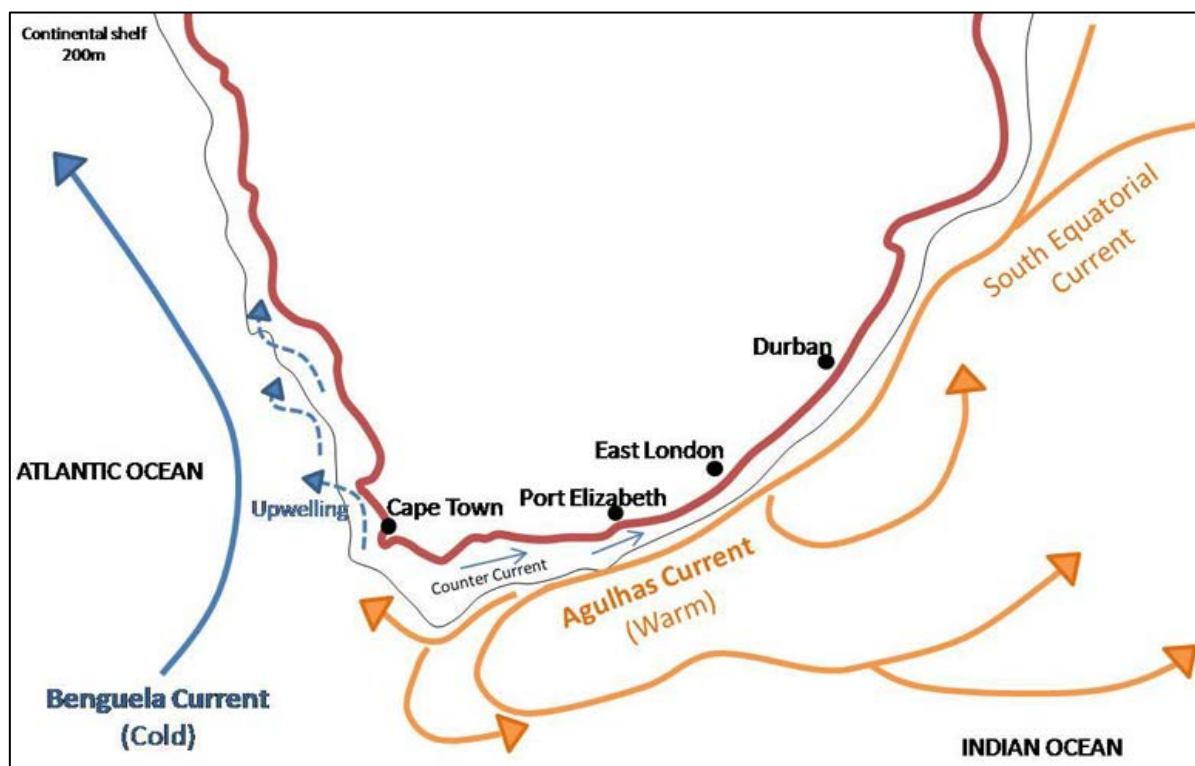 Continental shelf
200m
South Equatorial
Current
Durban
East London
ATLANTIC OCEAN
Port Elizabeth
Cape Town
Upwelling
Counter Current
Agulhas Current
(Warm)
Benguela Current
(Cold)
INDIAN OCEAN